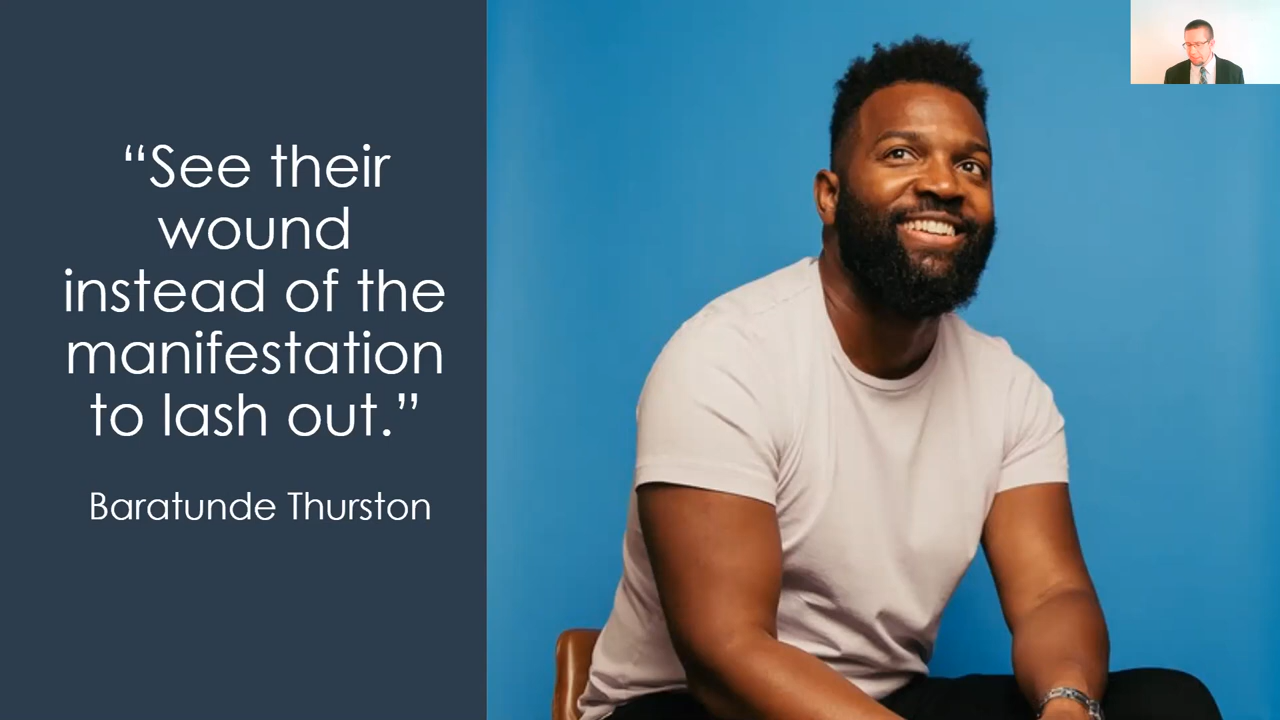 “See their
wound
instead of the
manifestation
to lash out.”
Baratunde Thurston